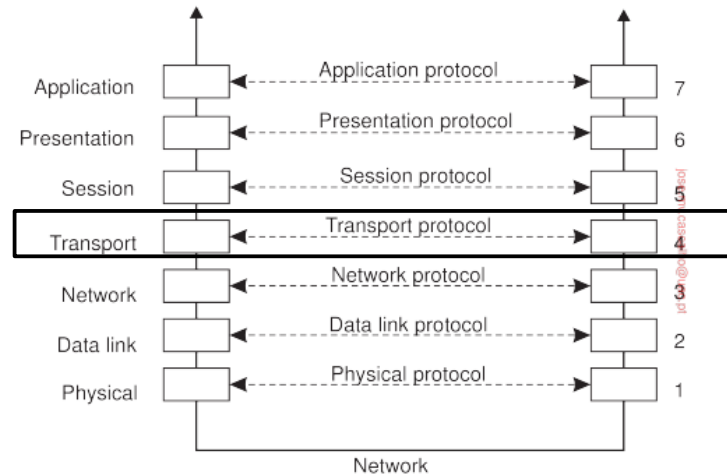 Application Application protocol 7
Presentation Presentation protocol 6
Session Session protocol 5
Transport Transport protocol 4
Network Network protocol 3
Data link Data link protocol 2
Physical Physical protocol 1
Network